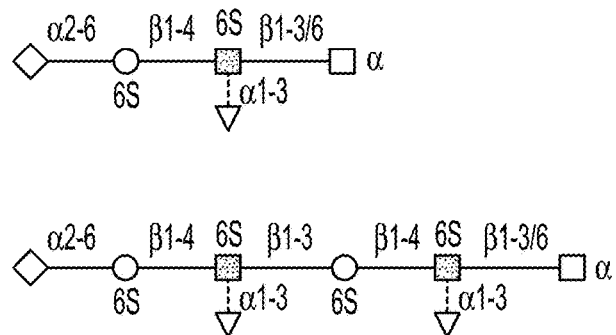 α2-6 β1-4 6S β1-3/6
α
6S α1-3
α2-6 β1-4 6S β1-3 β1-4 6S β1-3/6
α
6S α1-3 6S α1-3